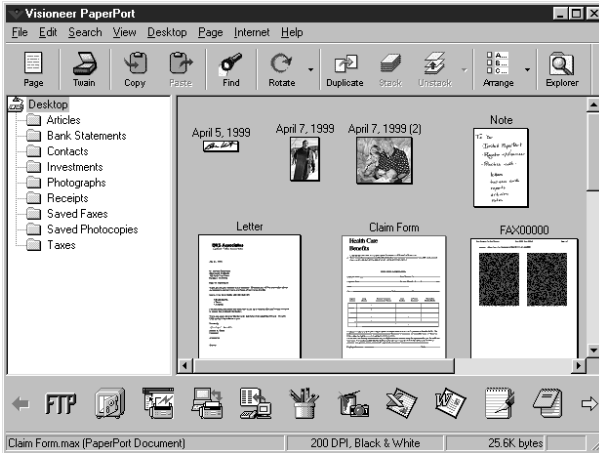 Visioneer PaperPort
File Edit Search View Desktop Page Internet Help
Page Twain Copy Paste Find Rotate Duplicate Stack Unstack Arrange Explorer
Desktop
Articles
Bank Statements
Contacts
Investments
Photographs
Receipts
Saved Faxes
Saved Photocopies
Taxes
April 5, 1999
April 7, 1999
April 7, 1999 (2)
Note
Letter
Claim Form
FAX00000
Health Care
Benefits
FTP
Claim Form.max (PaperPort Document)
200 DPI, Black & White
25.6K bytes